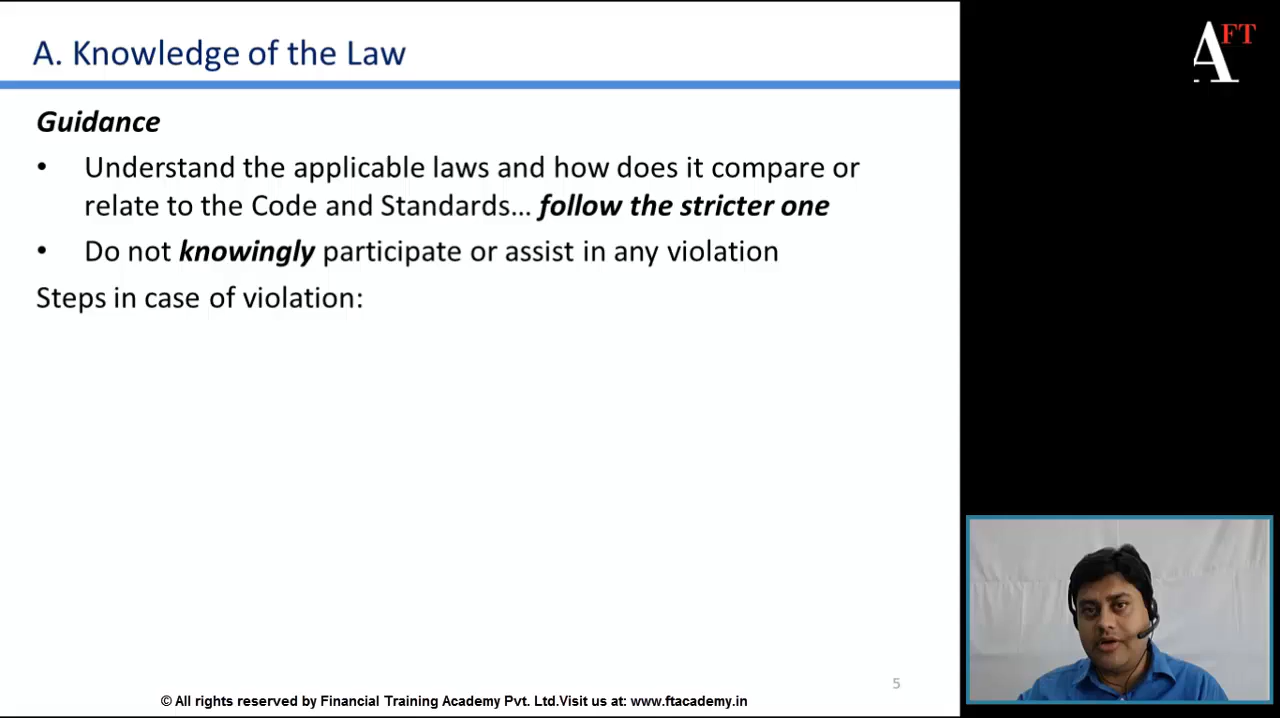 A. Knowledge of the Law
AFT
Guidance
• Understand the applicable laws and how does it compare or
relate to the Code and Standards… follow the stricter one
• Do not knowingly participate or assist in any violation
Steps in case of violation:
5
© All rights reserved by Financial Training Academy Pvt. Ltd.Visit us at: www.ftacademy.in